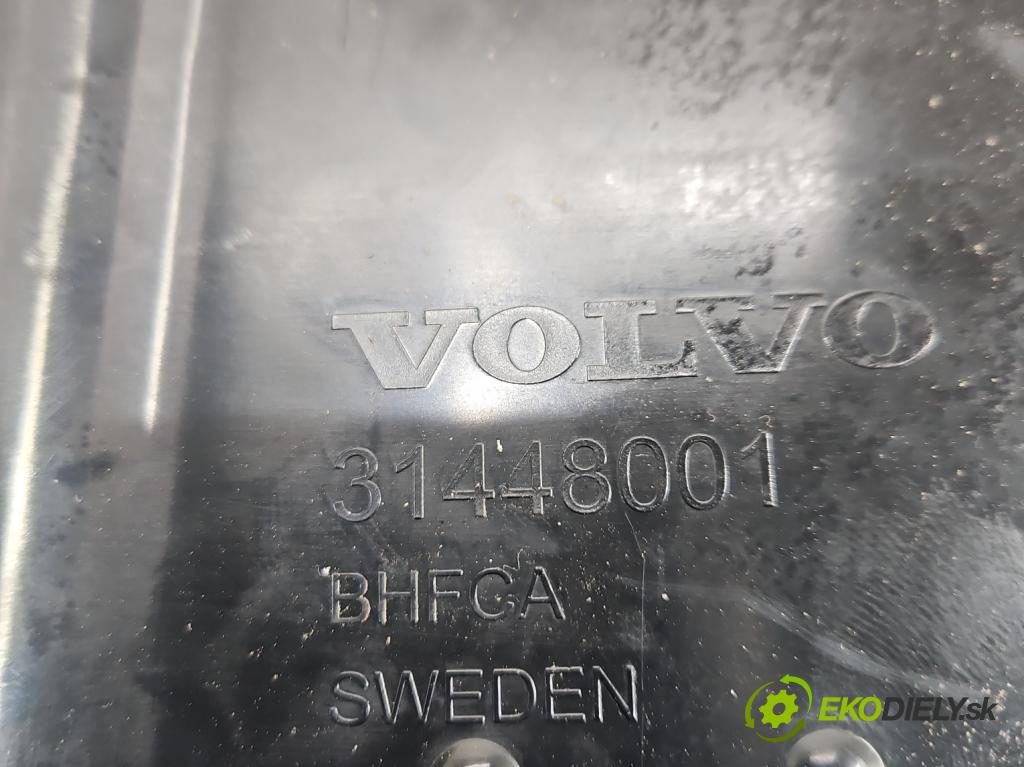 VOLVO
31448001
BHFCA
SWEDEN
EKODIELY.sk